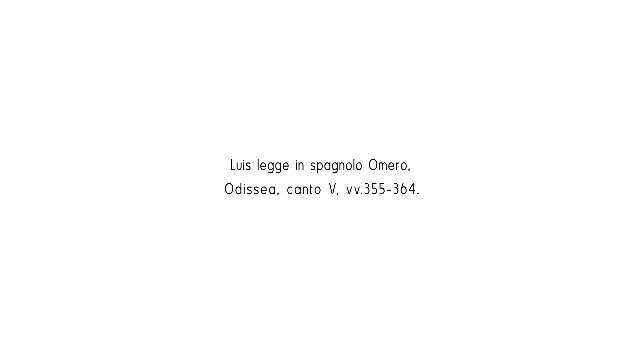 Luis legge in spagnolo Omero,
Odissea, canto V, vv.355-364.